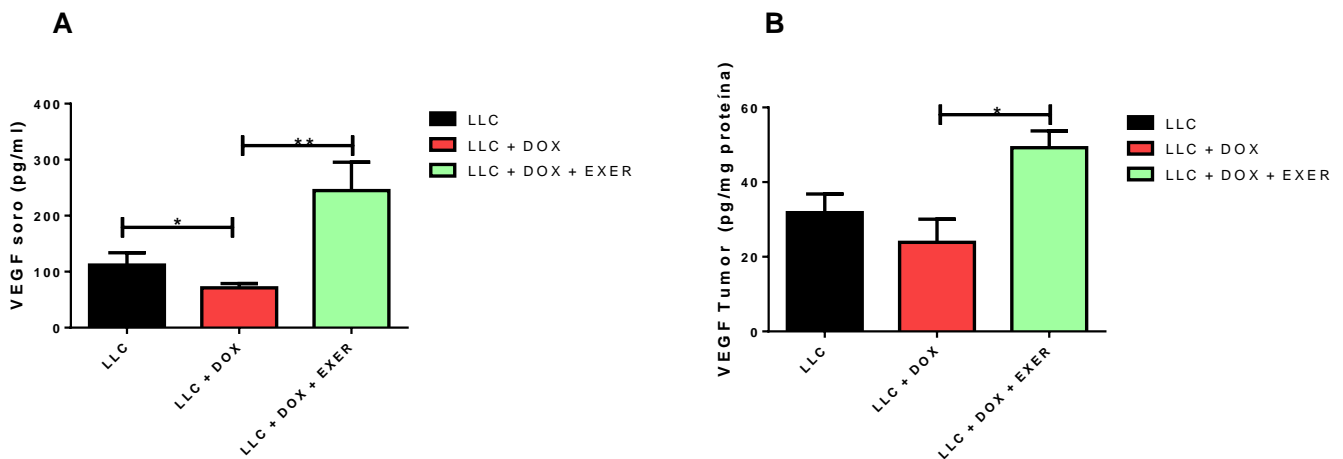 A
VEGF soro (pg/ml)
400
300
200
100
0
*
**
LLC
LLC + DOX
LLC + DOX + EXER
LLC
LLC + DOX
LLC + DOX + EXER
B
VEGF Tumor (pg/mg proteína)
60
40
20
0
*
LLC
LLC + DOX
LLC + DOX + EXER
LLC
LLC + DOX
LLC + DOX + EXER